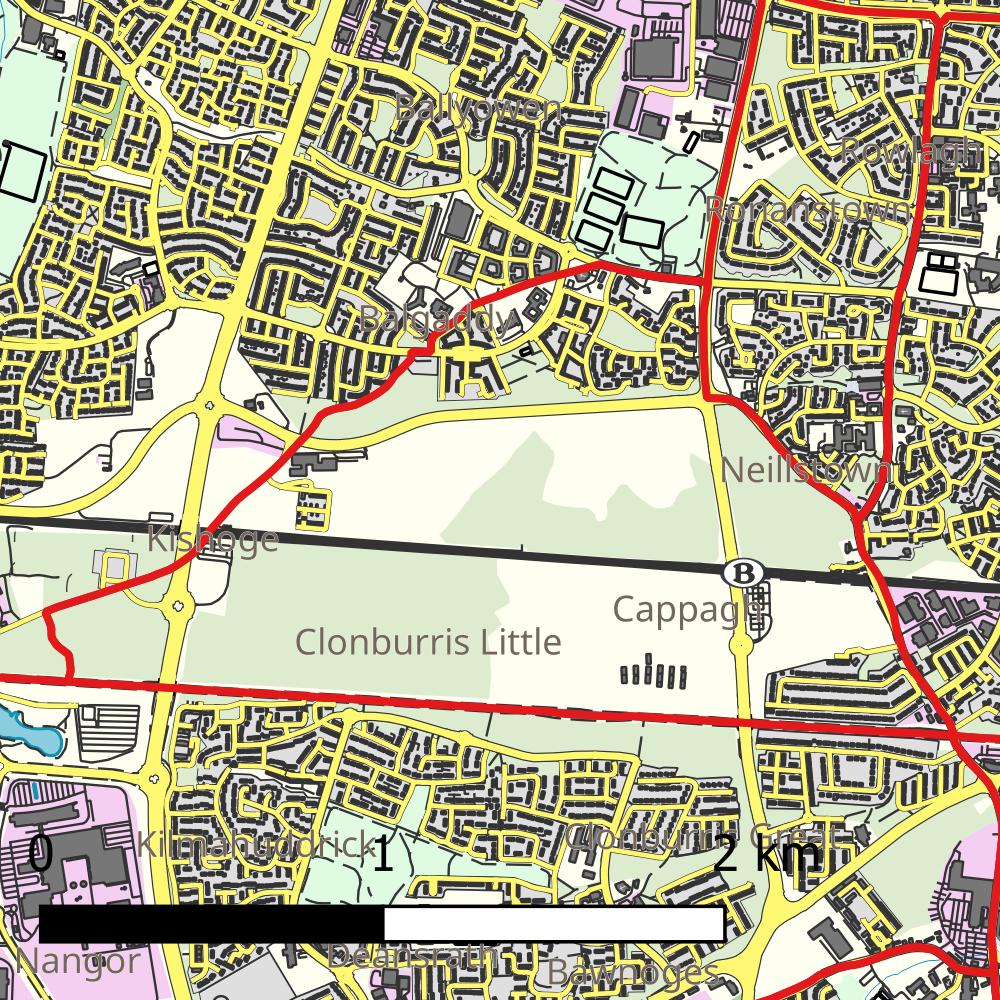 Ballyowen
Rowlagh
Ronanstown
Balgaddy
Neillstown
Kishoge
B
Cappagh
Clonburris Little
Kilmahuddrick
Clonburris Great
0 1 2 km
Nangor
Deansrath
Bawnoges